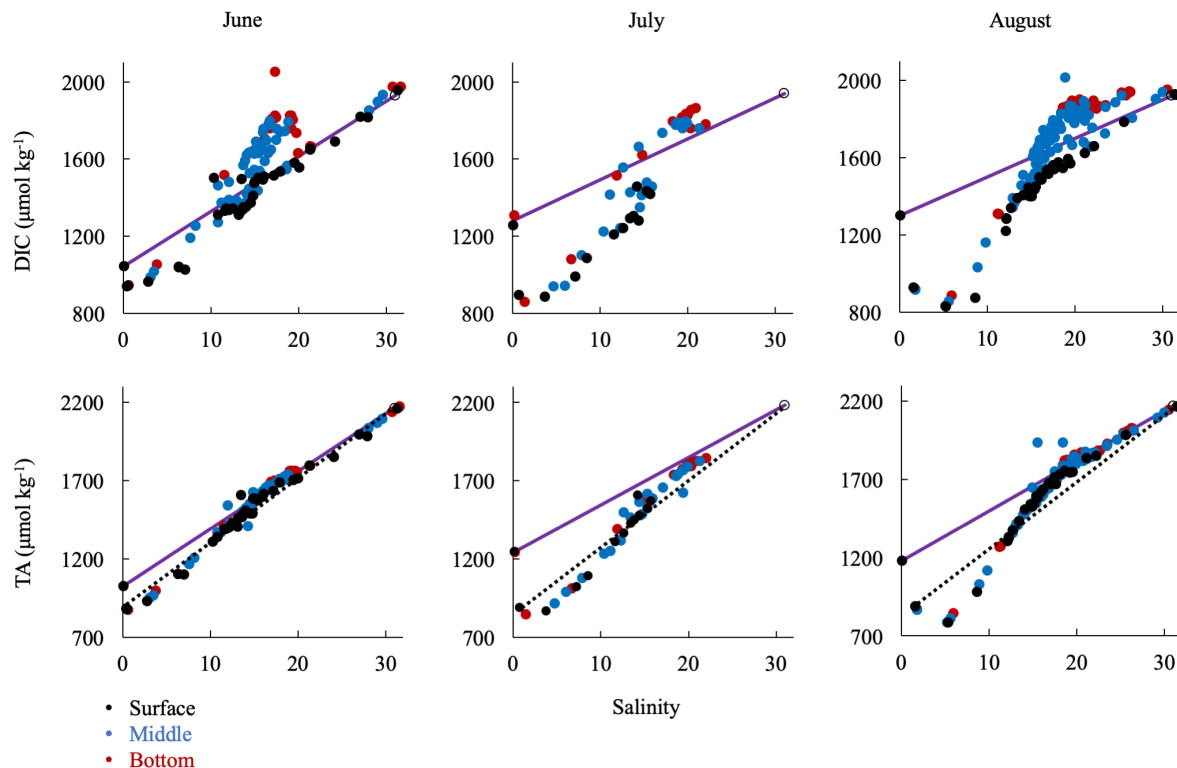 June July August
2000 2000 2000
1600 1600 1600
1200 1200 1200
800 800 800
DIC (µmol kg⁻¹)
0 10 20 30 0 10 20 30 0 10 20 30
2200 2200 2200
1700 1700 1700
1200 1200 1200
700 700 700
TA (µmol kg⁻¹)
0 10 20 30 0 10 20 30 0 10 20 30
Surface
Middle
Bottom
Salinity